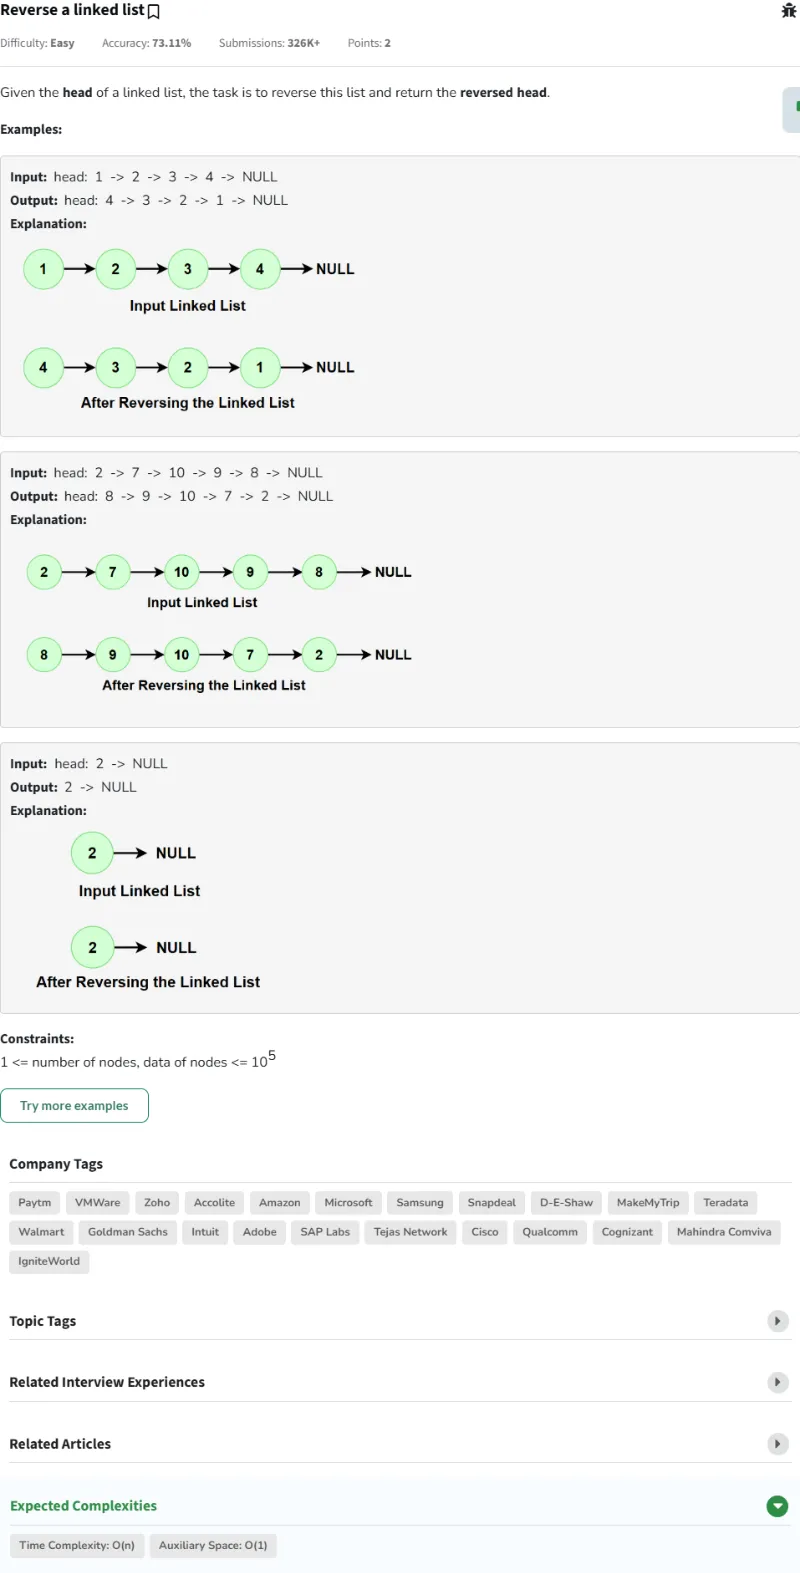 Reverse a linked list
Difficulty: Easy Accuracy: 73.11% Submissions: 326K+ Points: 2
Given the head of a linked list, the task is to reverse this list and return the reversed head.
Examples:
Input: head: 1 -> 2 -> 3 -> 4 -> NULL
Output: head: 4 -> 3 -> 2 -> 1 -> NULL
Explanation:
1 2 3 4 NULL
Input Linked List
4 3 2 1 NULL
After Reversing the Linked List
Input: head: 2 -> 7 -> 10 -> 9 -> 8 -> NULL
Output: head: 8 -> 9 -> 10 -> 7 -> 2 -> NULL
Explanation:
2 7 10 9 8 NULL
Input Linked List
8 9 10 7 2 NULL
After Reversing the Linked List
Input: head: 2 -> NULL
Output: 2 -> NULL
Explanation:
2 NULL
Input Linked List
2 NULL
After Reversing the Linked List
Constraints:
1 <= number of nodes, data of nodes <= 10^5
Try more examples
Company Tags
Paytm VMWare Zoho Accolite Amazon Microsoft Samsung Snapdeal D-E-Shaw MakeMyTrip Teradata
Walmart Goldman Sachs Intuit Adobe SAP Labs Tejas Network Cisco Qualcomm Cognizant Mahindra Comviva
IgniteWorld
Topic Tags
Related Interview Experiences
Related Articles
Expected Complexities
Time Complexity: O(n) Auxiliary Space: O(1)